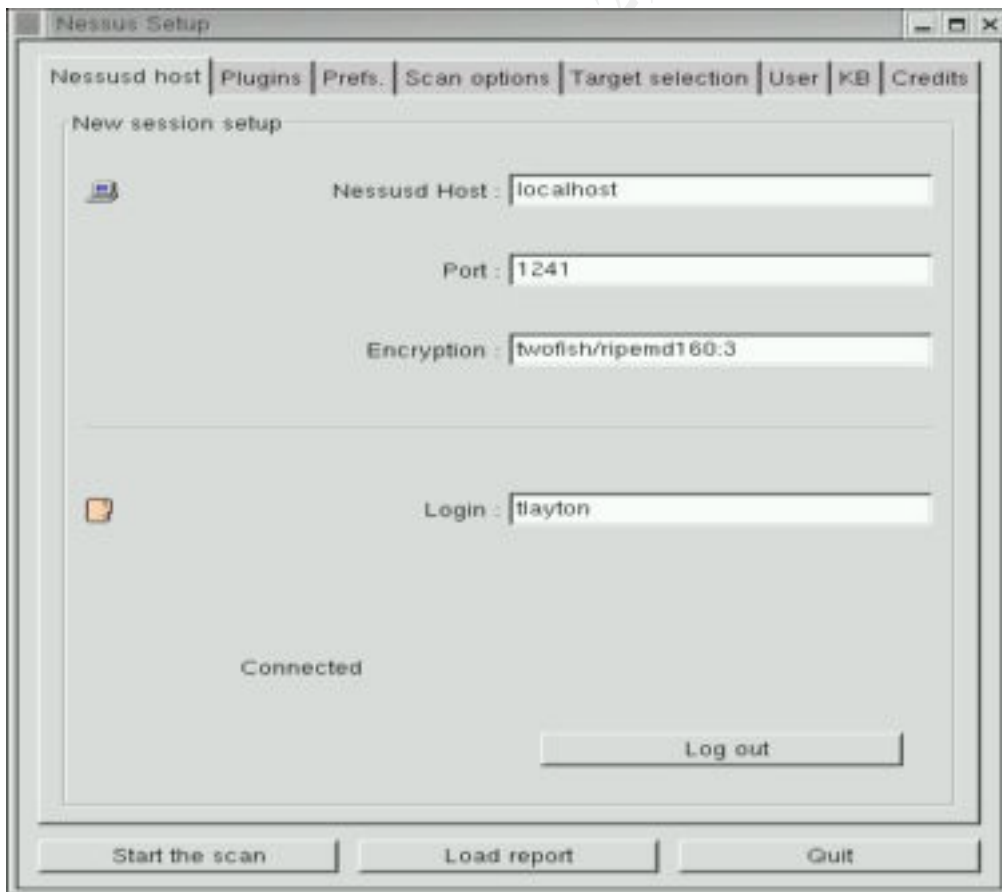 Nessus Setup
Nessusd host Plugins Prefs. Scan options Target selection User KB Credits
New session setup
Nessusd Host : localhost
Port : 1241
Encryption : twofish/ripemd160:3
Login : tlayton
Connected
Log out
Start the scan Load report Quit